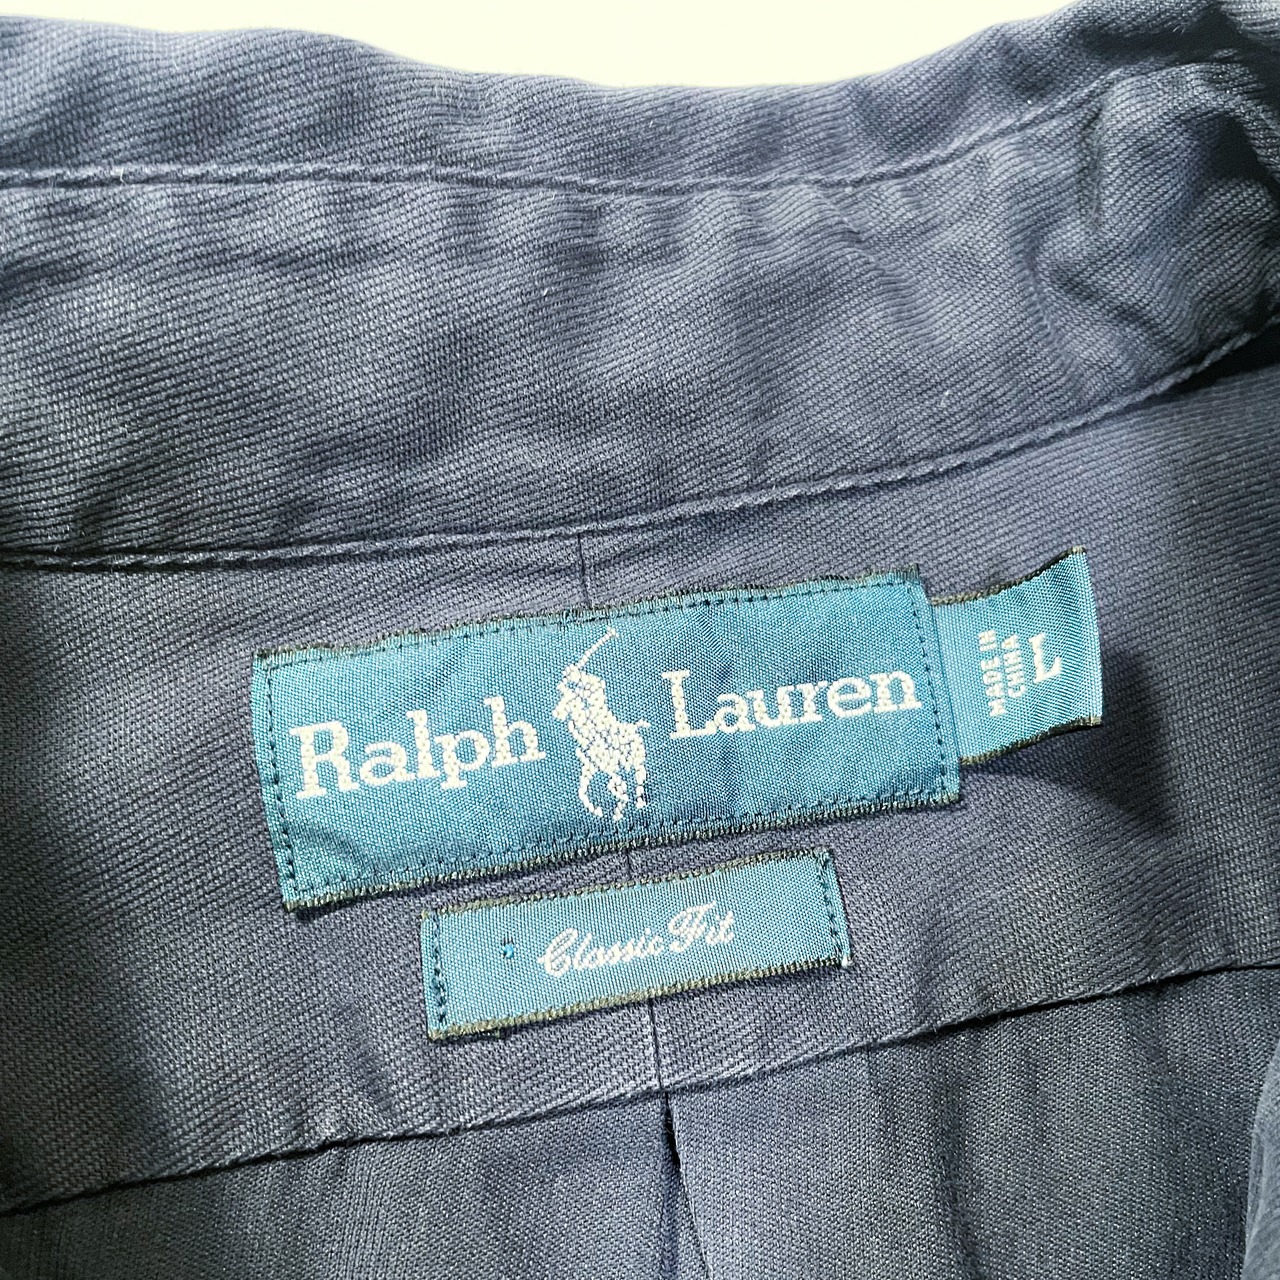 Ralph Lauren
MADE IN
CHINA
L
Classic Fit